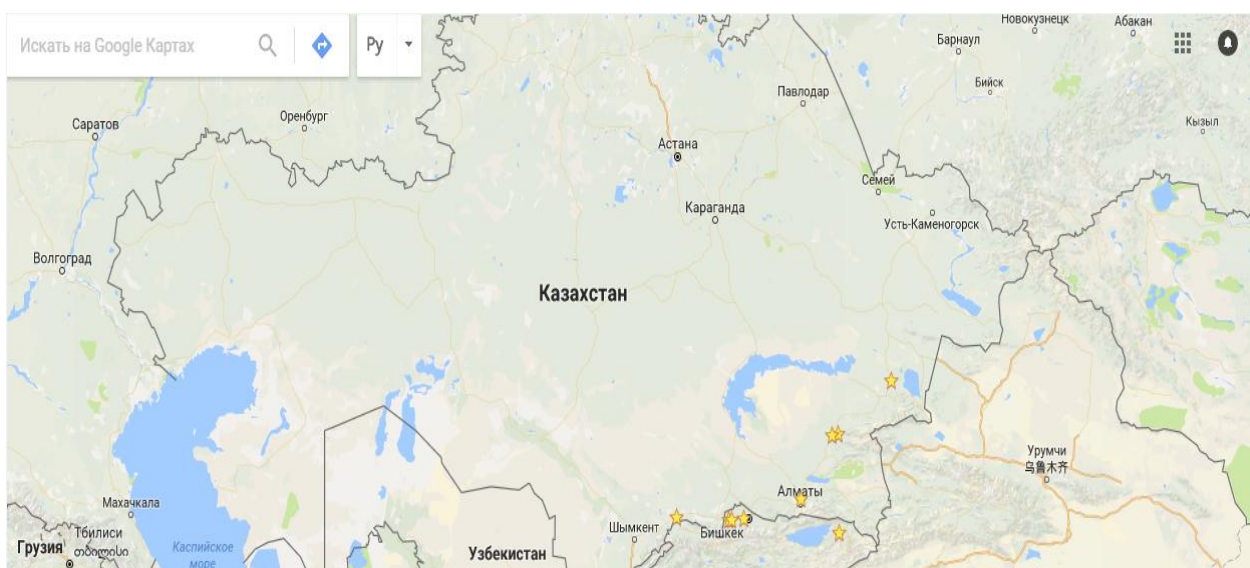 Искать на Google Картах
Ру
Новокузнецк
Абакан
Барнаул
Бийск
Павлодар
Кызыл
Оренбург
Саратов
Астана
Семей
Караганда
Усть-Каменогорск
Волгоград
Казахстан
Урумчи
乌鲁木齐
Алматы
Махачкала
Шымкент
Бишкек
Тбилиси
თბილისი
Грузия
Каспийское
море
Узбекистан